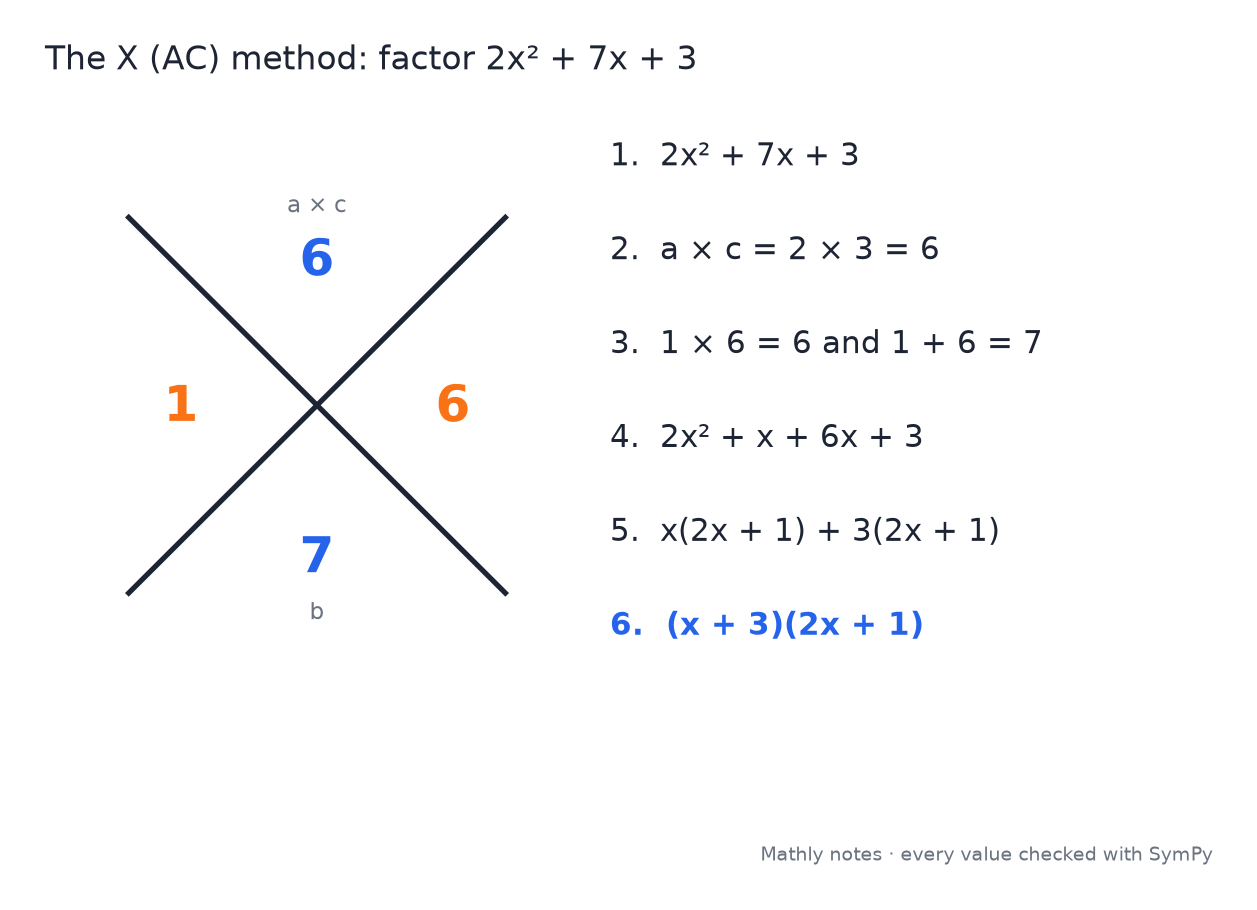 The X (AC) method: factor 2x² + 7x + 3
a × c
6
1
6
7
b
1. 2x² + 7x + 3
2. a × c = 2 × 3 = 6
3. 1 × 6 = 6 and 1 + 6 = 7
4. 2x² + x + 6x + 3
5. x(2x + 1) + 3(2x + 1)
6. (x + 3)(2x + 1)
Mathly notes · every value checked with SymPy